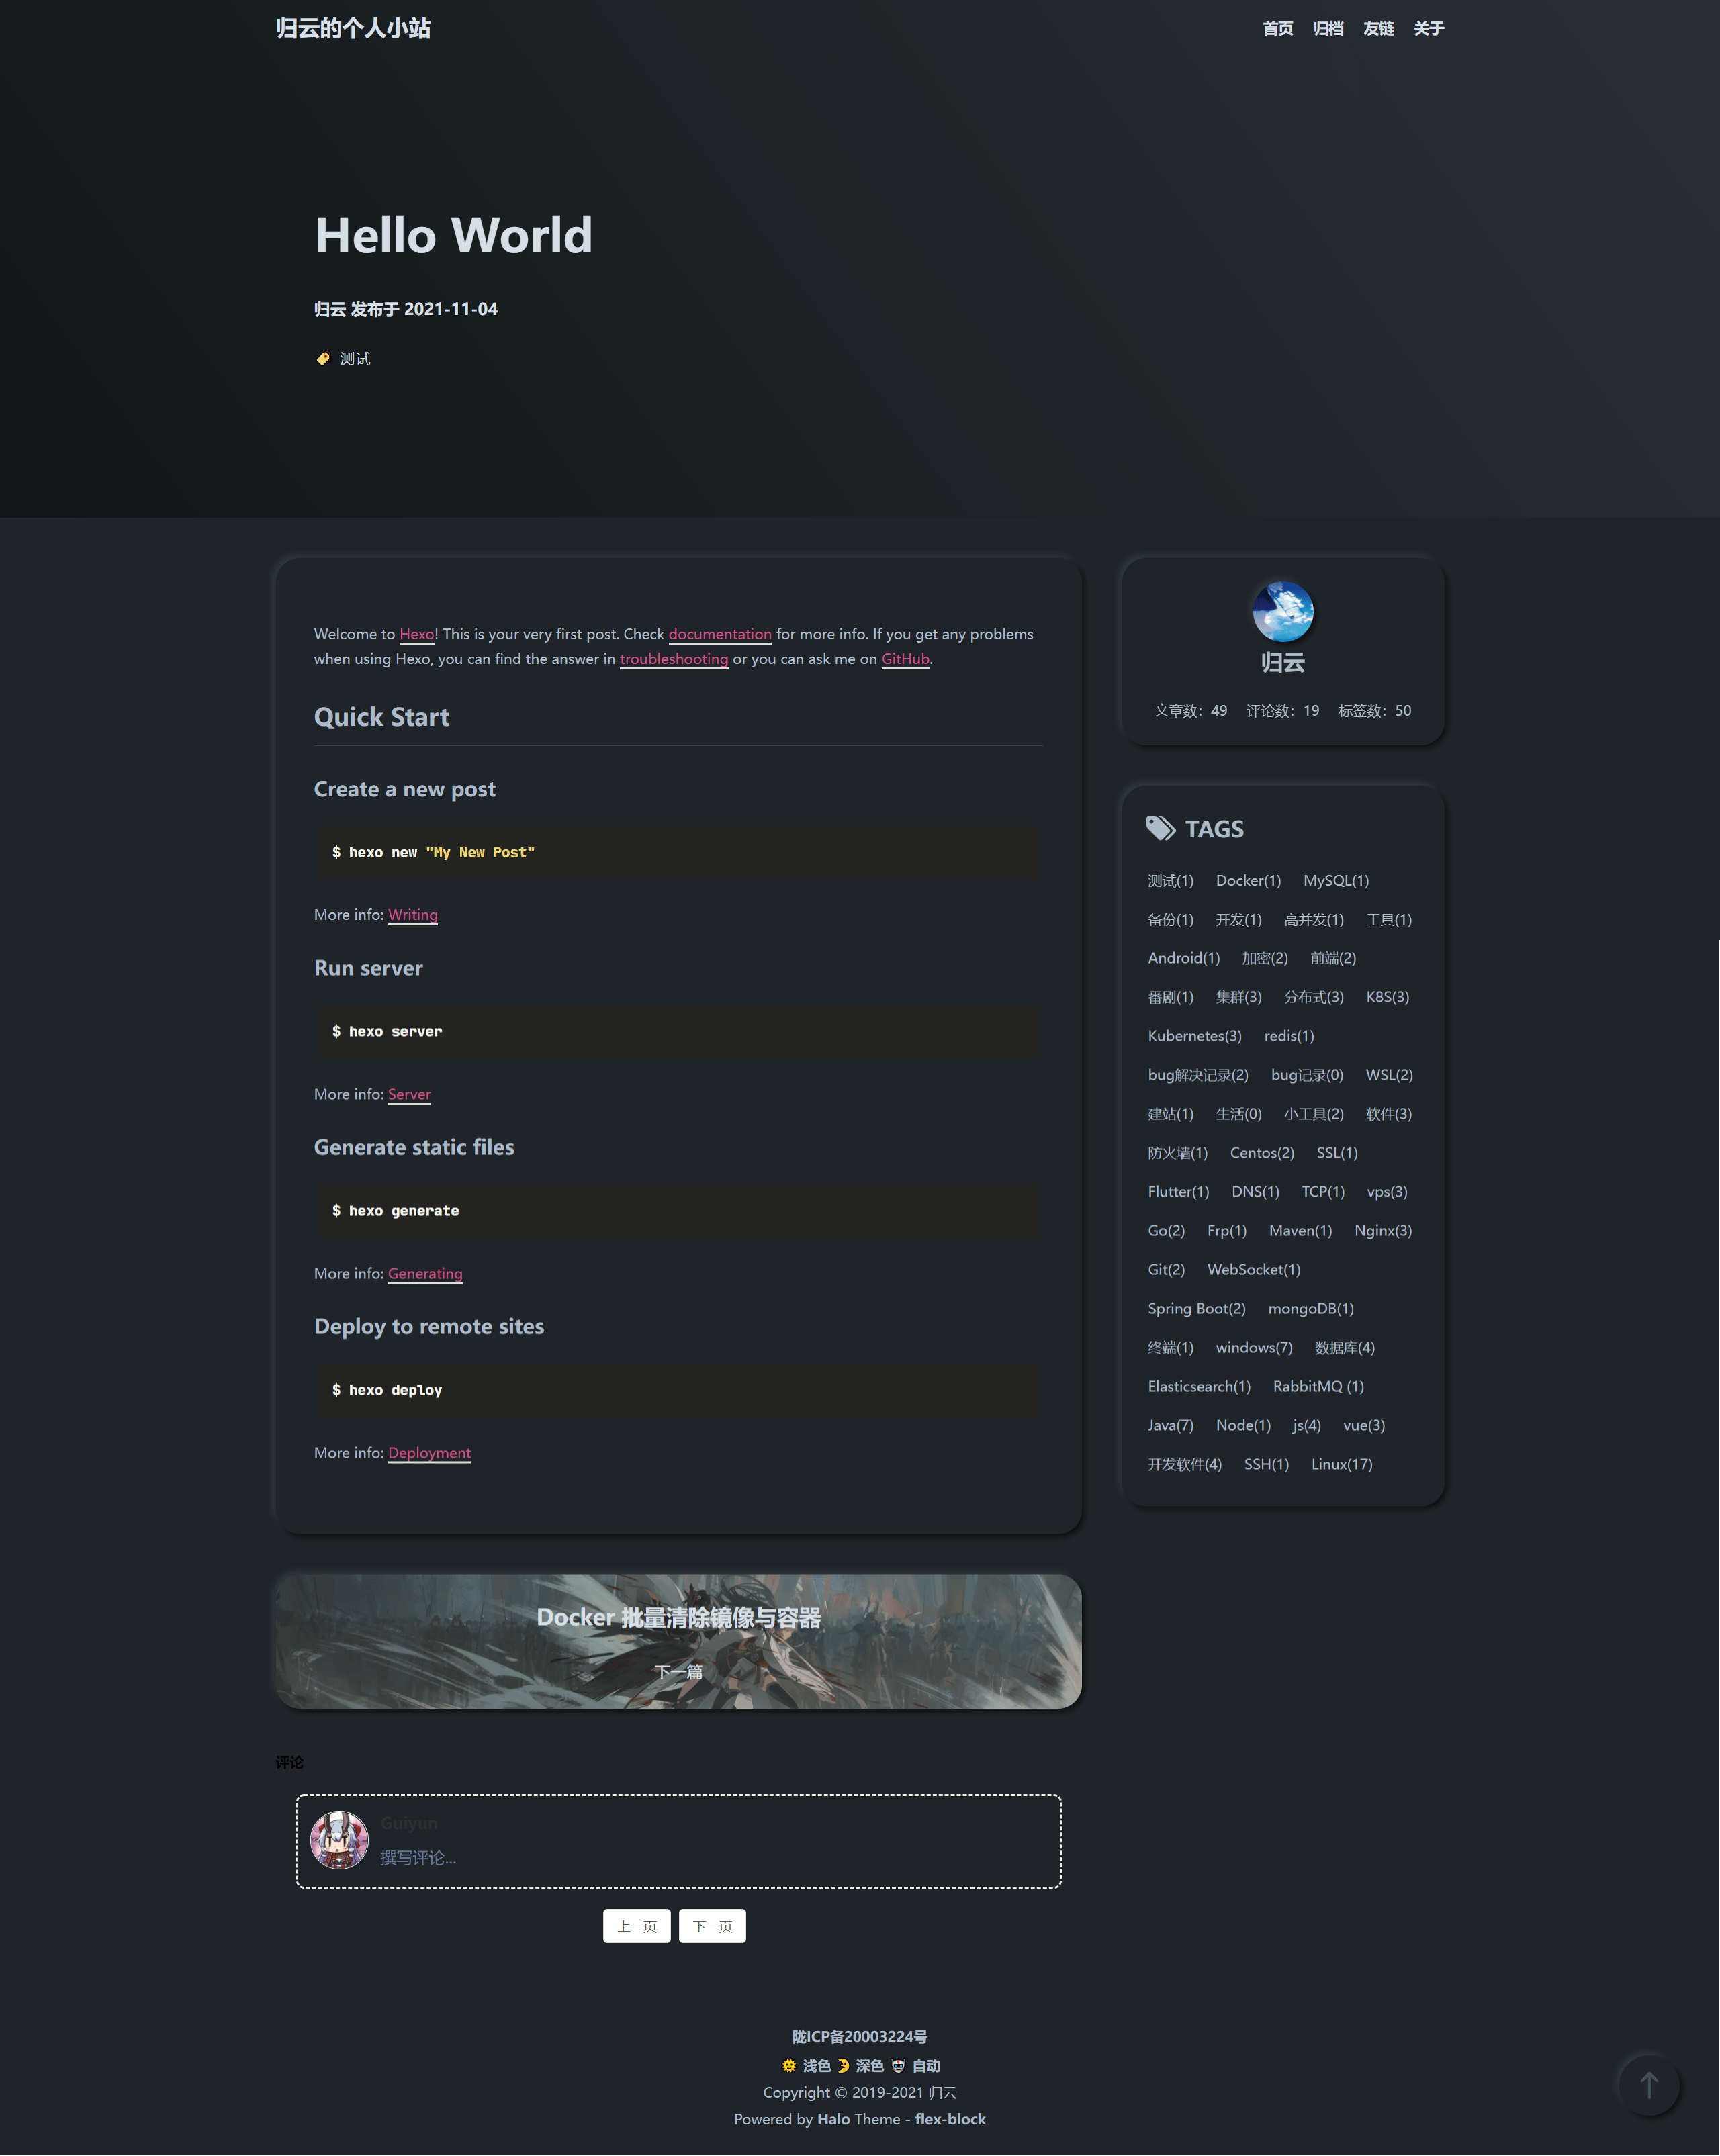 归云的个人小站
首页 归档 友链 关于
Hello World
归云 发布于 2021-11-04
测试
Welcome to Hexo! This is your very first post. Check documentation for more info. If you get any problems
when using Hexo, you can find the answer in troubleshooting or you can ask me on GitHub.
Quick Start
Create a new post
$ hexo new "My New Post"
More info: Writing
Run server
$ hexo server
More info: Server
Generate static files
$ hexo generate
More info: Generating
Deploy to remote sites
$ hexo deploy
More info: Deployment
归云
文章数：49 评论数：19 标签数：50
TAGS
测试(1) Docker(1) MySQL(1)
备份(1) 开发(1) 高并发(1) 工具(1)
Android(1) 加密(2) 前端(2)
番剧(1) 集群(3) 分布式(3) K8S(3)
Kubernetes(3) redis(1)
bug解决记录(2) bug记录(0) WSL(2)
建站(1) 生活(0) 小工具(2) 软件(3)
防火墙(1) Centos(2) SSL(1)
Flutter(1) DNS(1) TCP(1) vps(3)
Go(2) Frp(1) Maven(1) Nginx(3)
Git(2) WebSocket(1)
Spring Boot(2) mongoDB(1)
终端(1) windows(7) 数据库(4)
Elasticsearch(1) RabbitMQ (1)
Java(7) Node(1) js(4) vue(3)
开发软件(4) SSH(1) Linux(17)
Docker 批量清除镜像与容器
下一篇
评论
Guiyun
撰写评论...
上一页 下一页
陇ICP备20003224号
浅色 深色 自动
Copyright © 2019-2021 归云
Powered by Halo Theme - flex-block